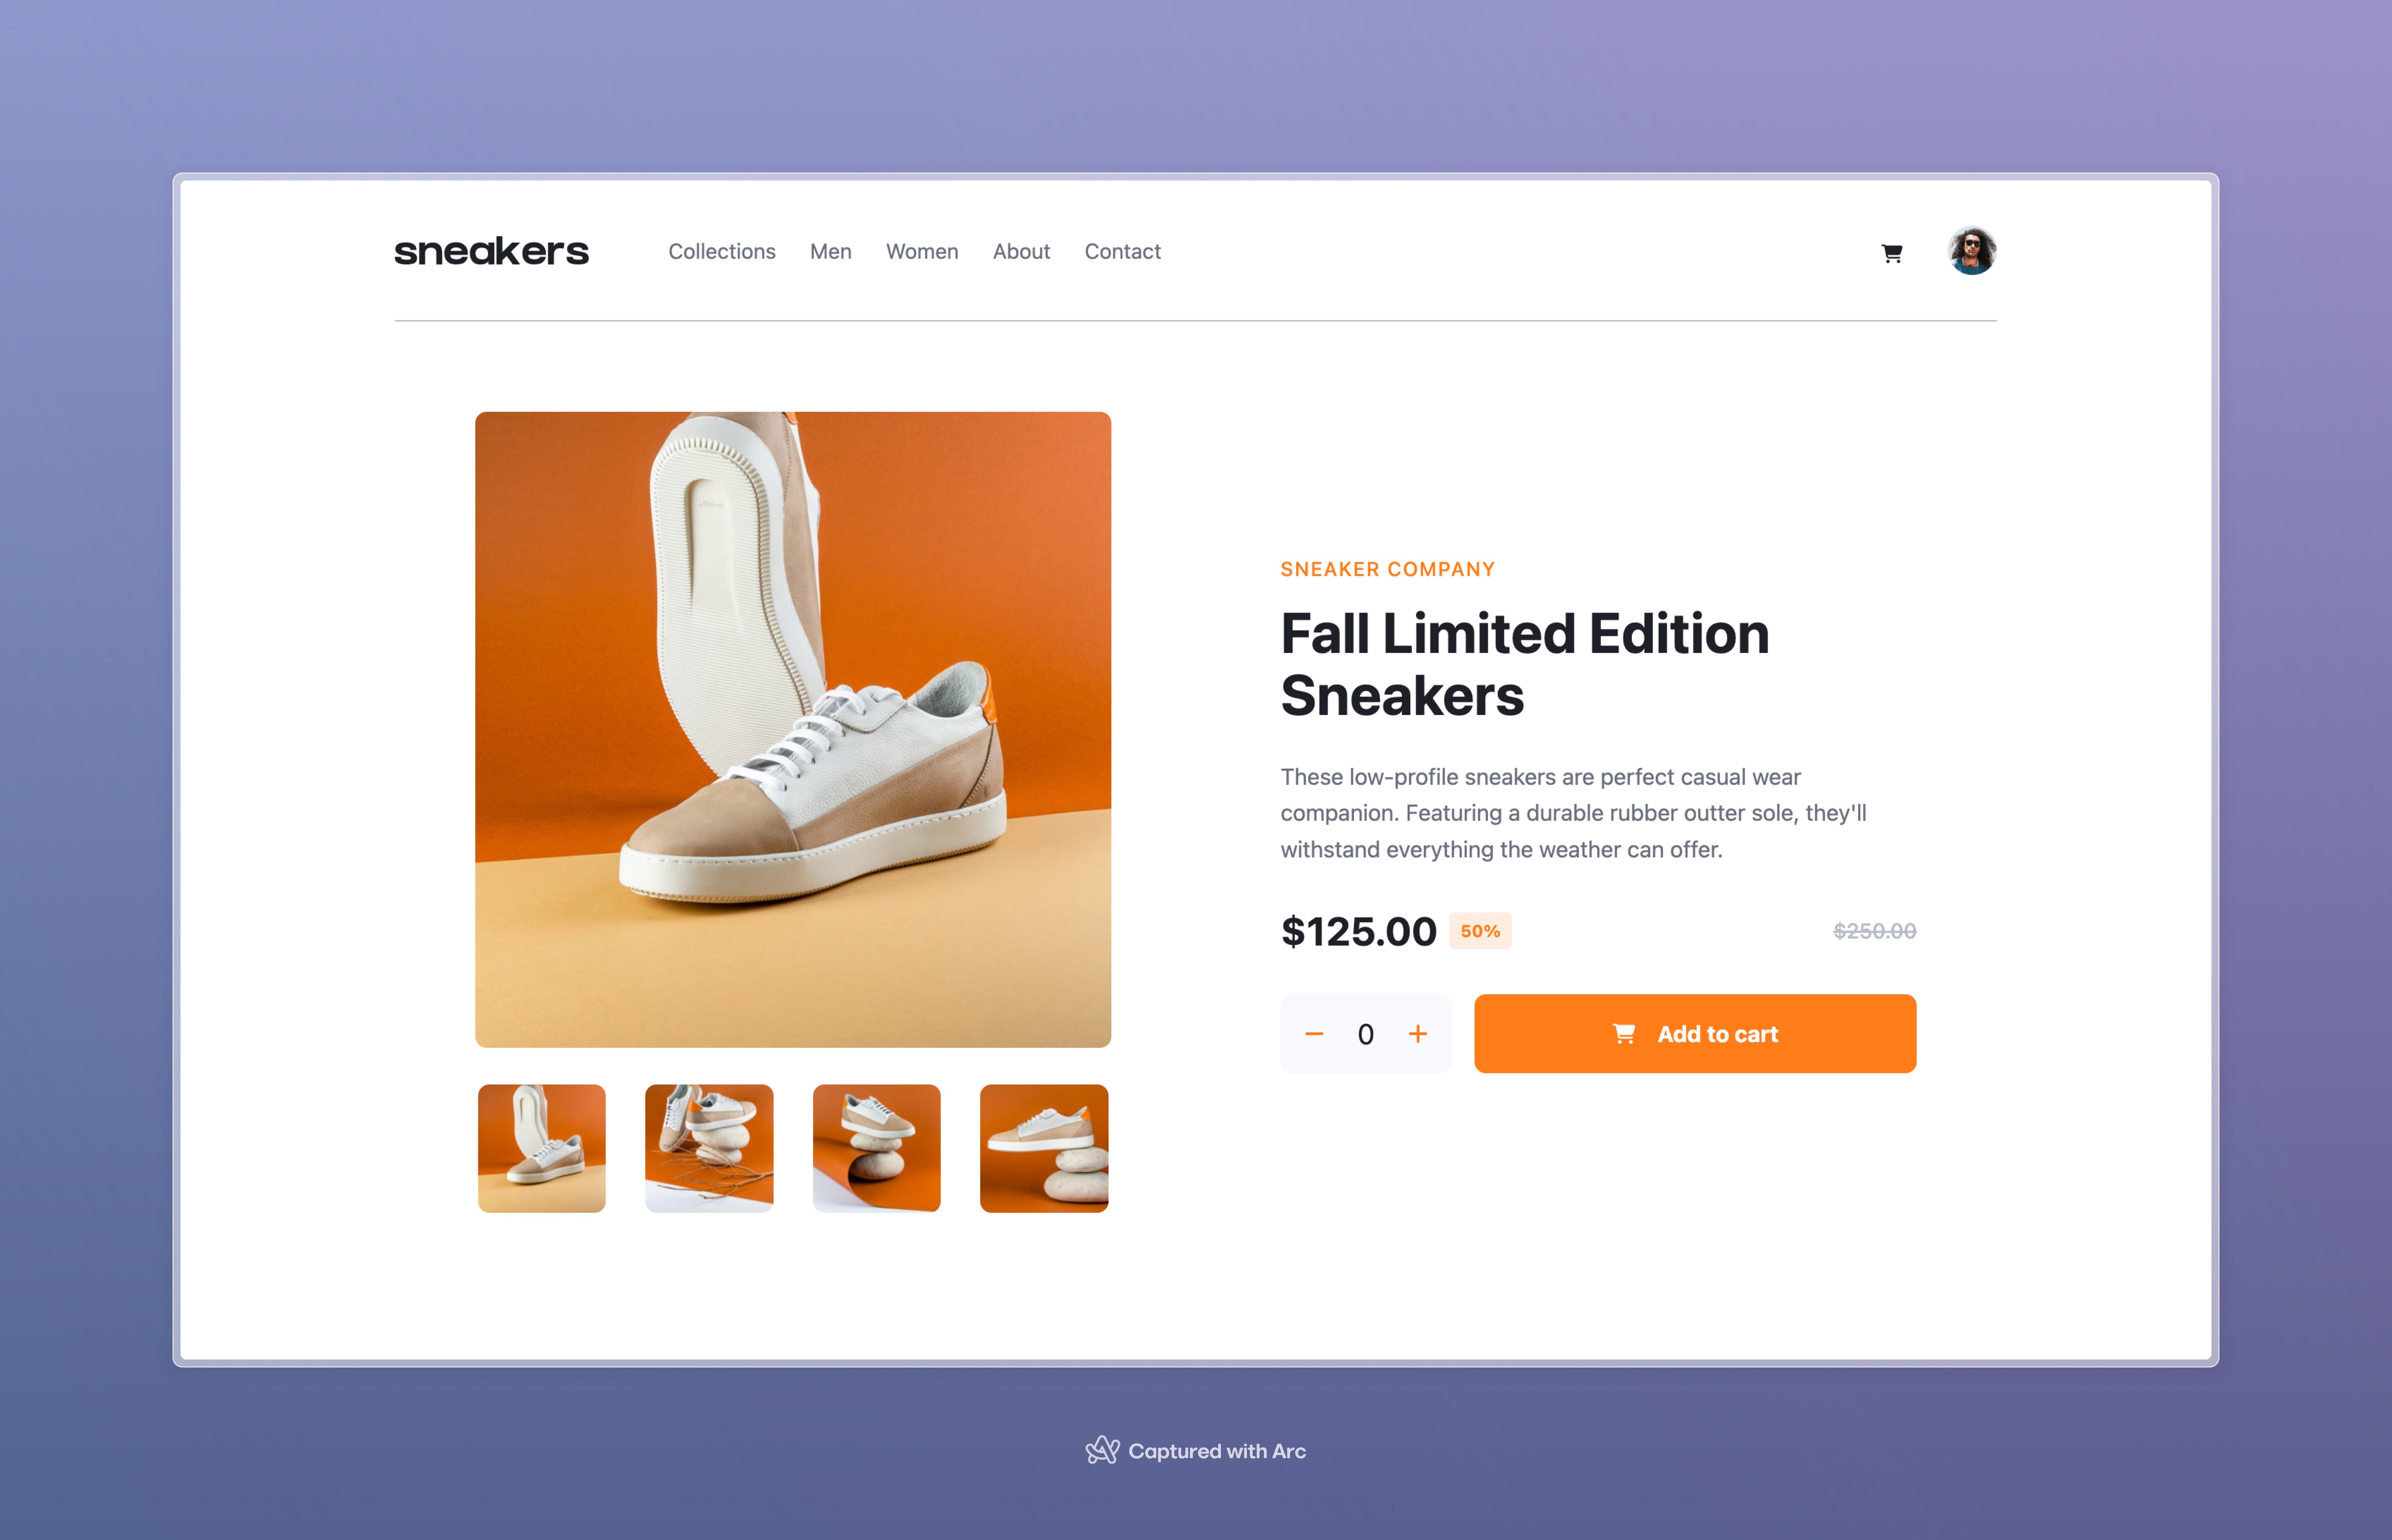 sneakers
Collections Men Women About Contact
SNEAKER COMPANY
Fall Limited Edition
Sneakers
These low-profile sneakers are perfect casual wear
companion. Featuring a durable rubber outter sole, they'll
withstand everything the weather can offer.
$125.00 50% $250.00
0
Add to cart
Captured with Arc